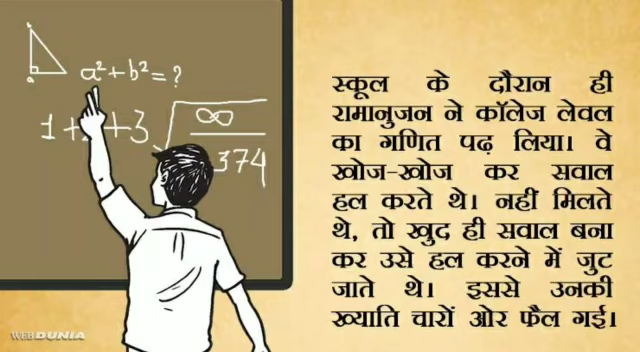 a² + b² = ?
1+2+3 √ ∞ / 374
स्कूल के दौरान ही
रामानुजन ने कॉलेज लेवल
का गणित पढ़ लिया। वे
खोज-खोज कर सवाल
हल करते थे। नहीं मिलते
थे, तो खुद ही सवाल बना
कर उसे हल करने में जुट
जाते थे। इससे उनकी
ख्याति चारों ओर फैल गई।
WEBDUNIA